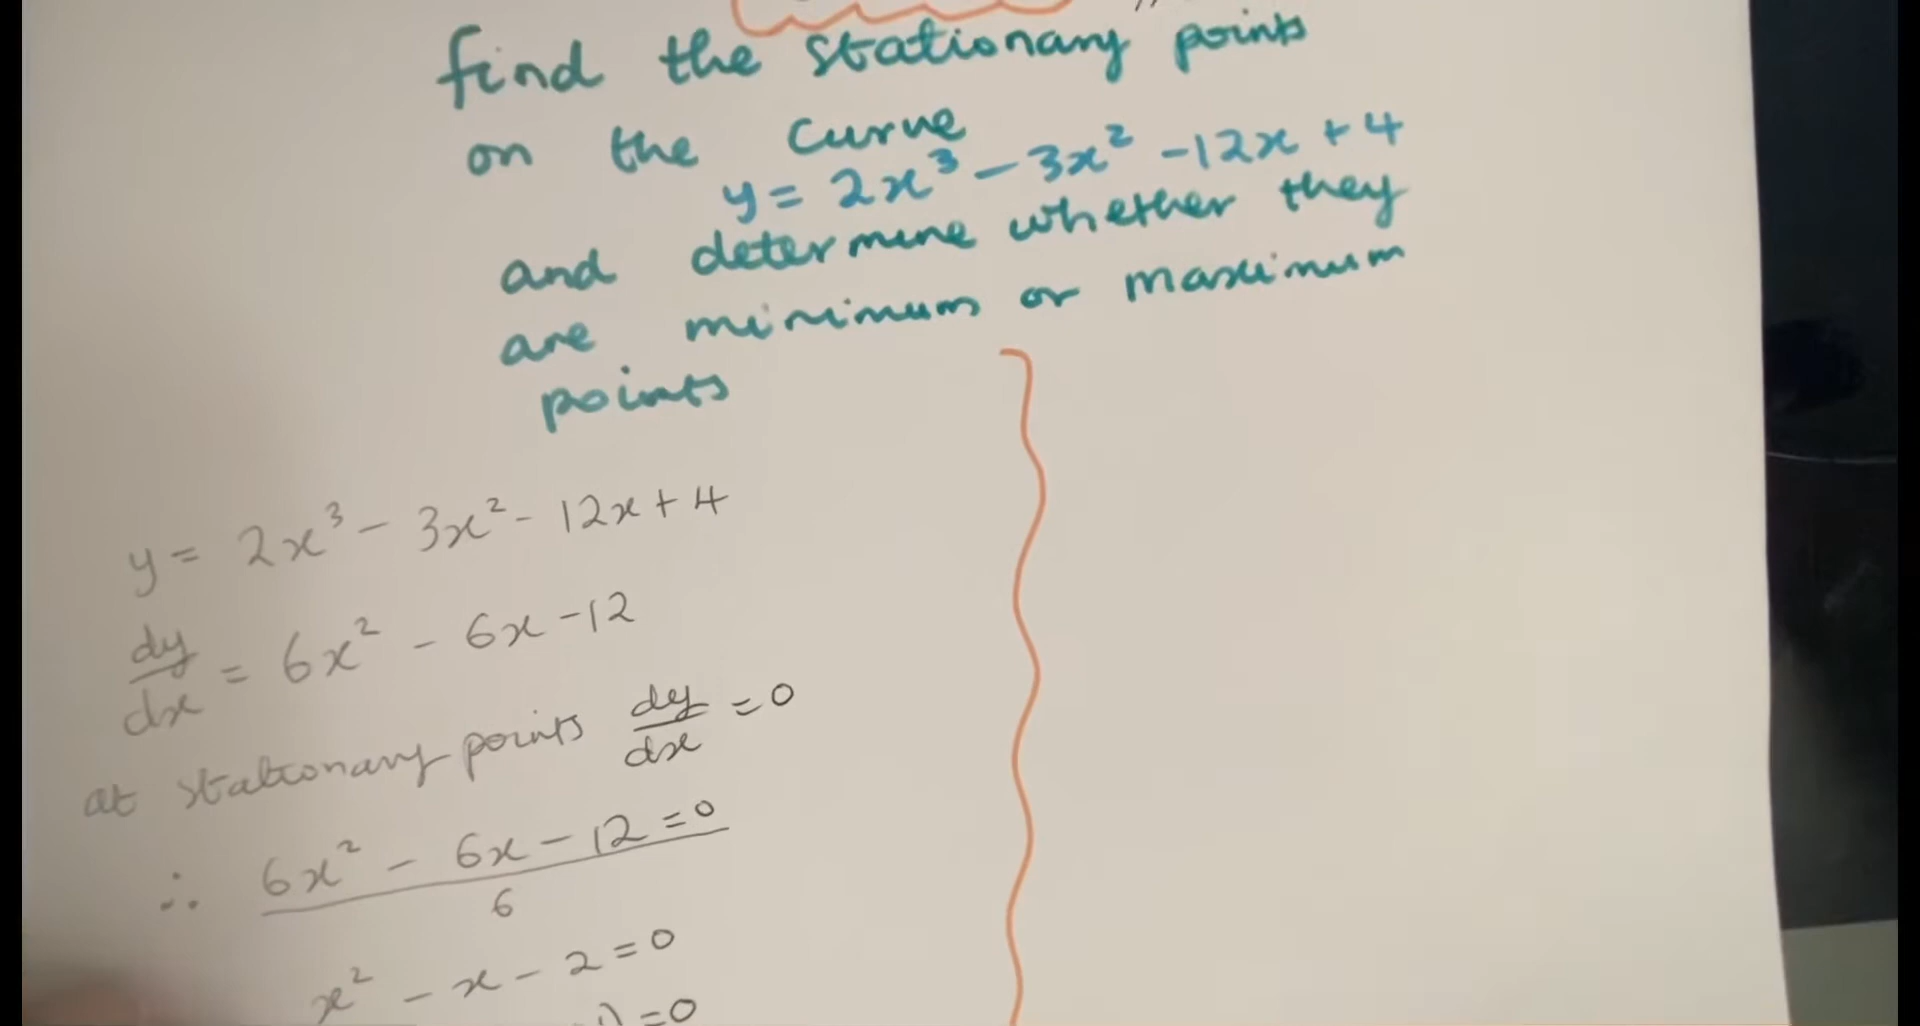 find the stationary points
on the curve
y = 2x³ - 3x² - 12x + 4
and determine whether they
are minimum or maximum
points
y = 2x³ - 3x² - 12x + 4
dy/dx = 6x² - 6x - 12
at stationary points dy/dx = 0
∴ 6x² - 6x - 12 = 0
6
x² - x - 2 = 0
) = 0